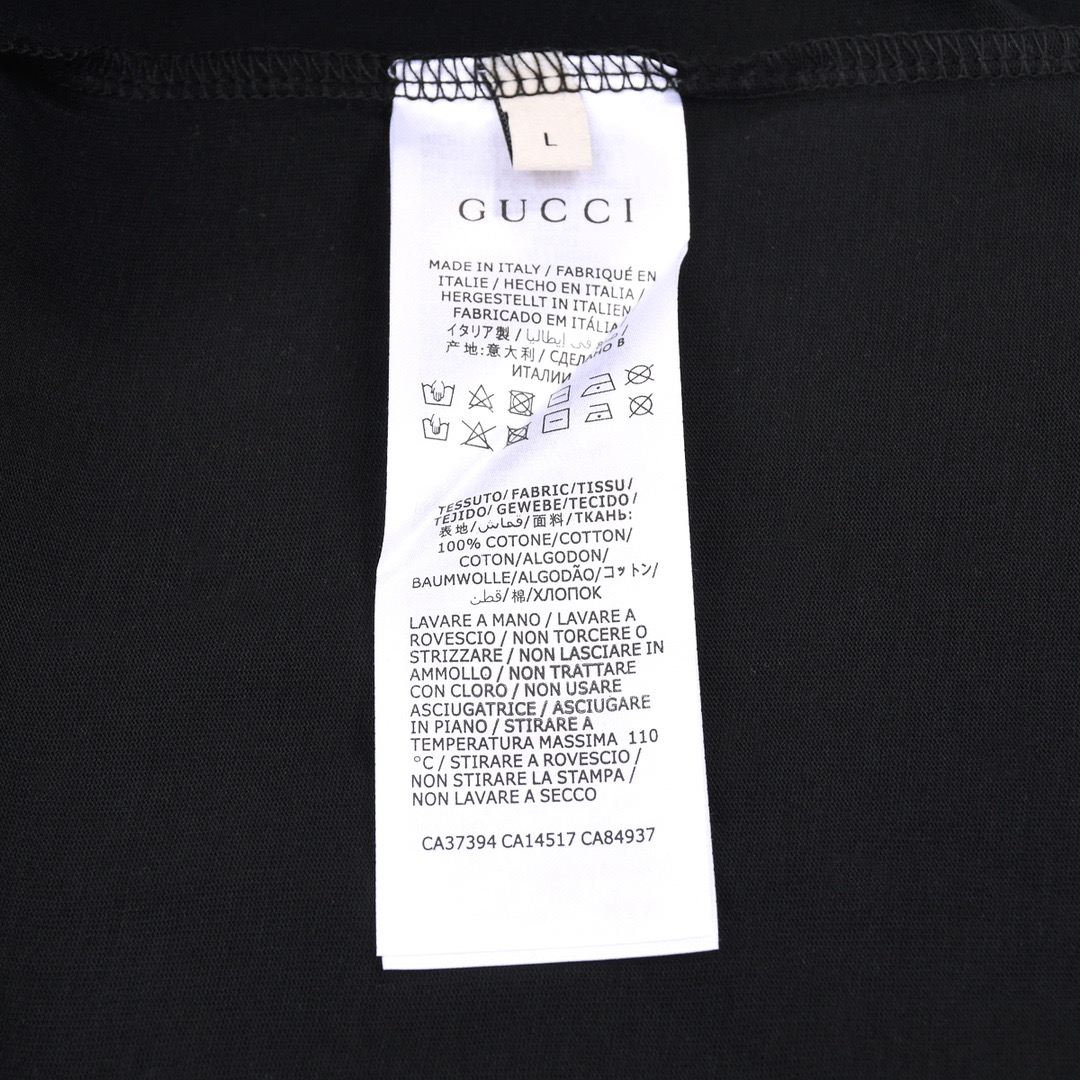 L
GUCCI
MADE IN ITALY / FABRIQUÉ EN
ITALIE / HECHO EN ITALIA /
HERGESTELLT IN ITALIEN
FABRICADO EM ITÁLIA /
イタリア製 / في إيطاليا /
产地:意大利 / СДЕЛАНО В
ИТАЛИИ
TESSUTO/FABRIC/TISSU/
TEJIDO/ GEWEBE/TECIDO/
表地/قماش/面料/ТКАНЬ:
100% COTONE/COTTON/
COTON/ALGODON/
BAUMWOLLE/ALGODÃO/コットン/
قطن/棉/ХЛОПОК
LAVARE A MANO / LAVARE A
ROVESCIO / NON TORCERE O
STRIZZARE / NON LASCIARE IN
AMMOLLO / NON TRATTARE
CON CLORO / NON USARE
ASCIUGATRICE / ASCIUGARE
IN PIANO / STIRARE A
TEMPERATURA MASSIMA 110
°C / STIRARE A ROVESCIO /
NON STIRARE LA STAMPA /
NON LAVARE A SECCO
CA37394 CA14517 CA84937